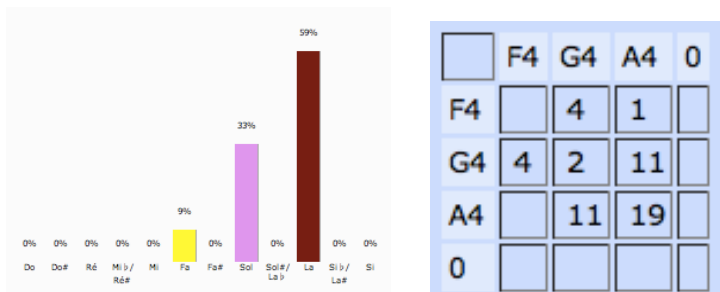 59%
33%
9%
0% 0% 0% 0% 0% 0% 0% 0% 0%
Do Do# Ré Mi♭/ Mi Fa Fa# Sol Sol#/ La Si♭/ Si
Ré# La♭ La#
F4 G4 A4 0
F4 4 1
G4 4 2 11
A4 11 19
0